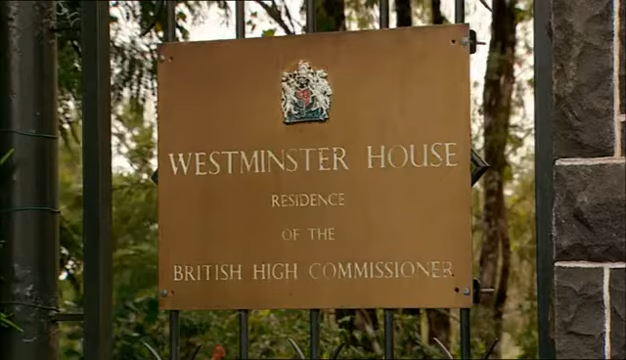 WESTMINSTER HOUSE
RESIDENCE
OF THE
BRITISH HIGH COMMISSIONER